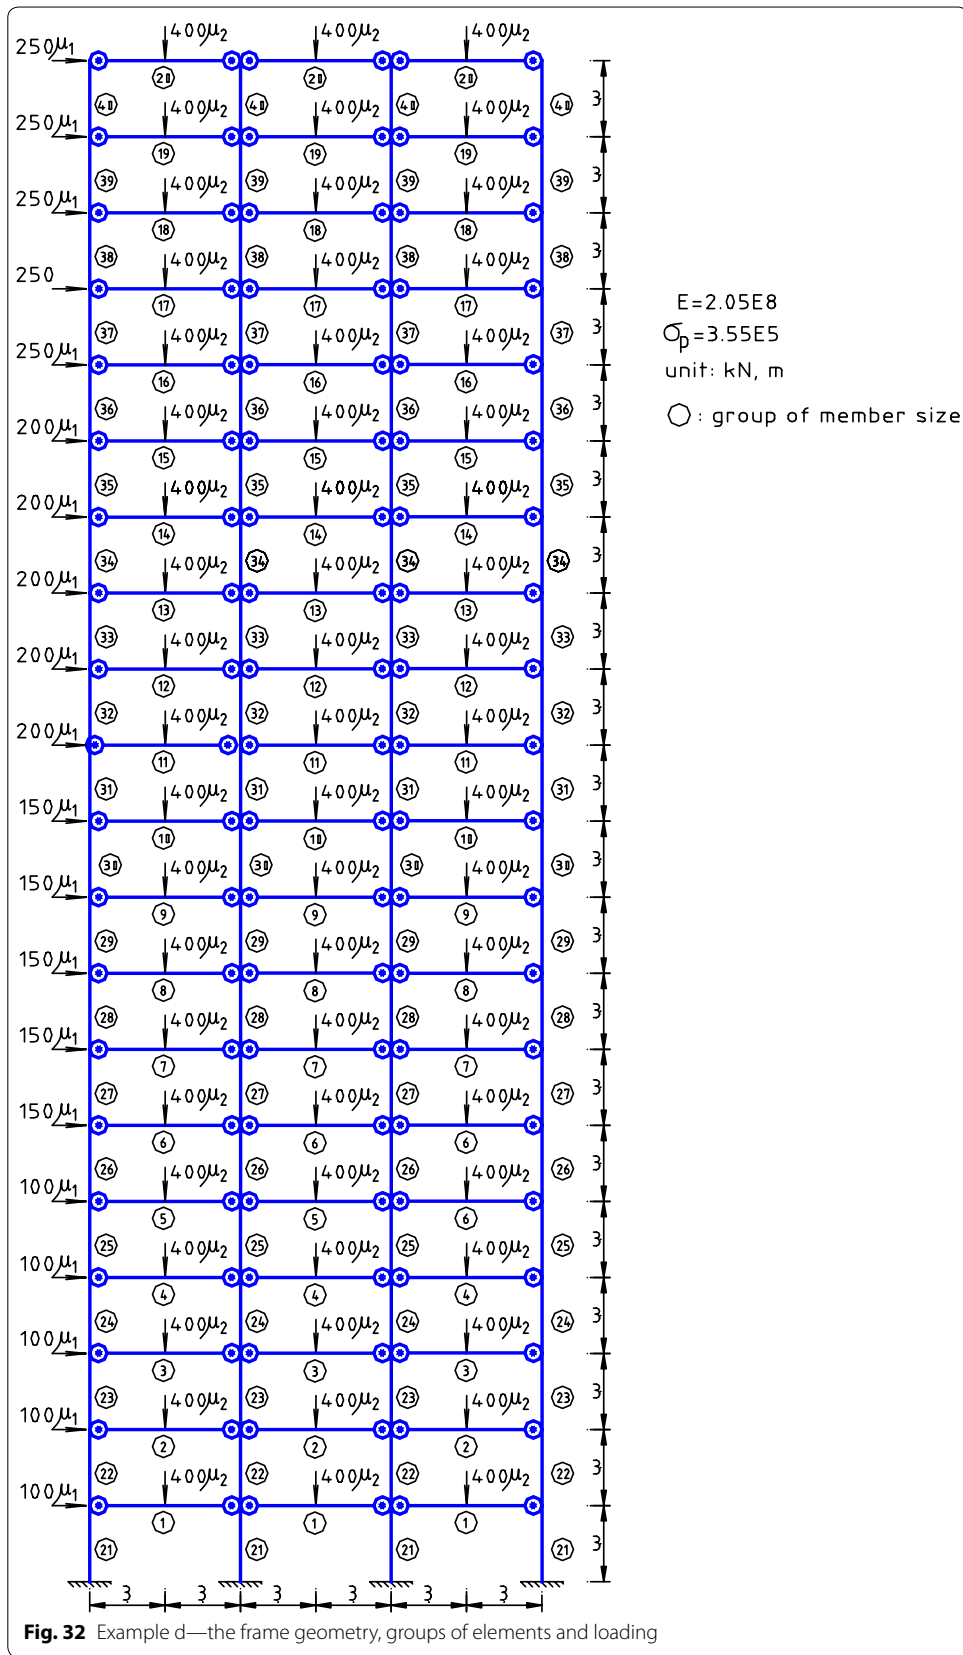 400μ2 400μ2 400μ2
250μ1
20 20 20
40 400μ2 40 400μ2 40 400μ2 40 3
250μ1
19 19 19
39 400μ2 39 400μ2 39 400μ2 39 3
250μ1
18 18 18
38 400μ2 38 400μ2 38 400μ2 38 3
250
17 17 17
E=2.05E8
37 400μ2 37 400μ2 37 400μ2 37 3
σp=3.55E5
250μ1
unit: kN, m
16 16 16
36 400μ2 36 400μ2 36 400μ2 36 3
: group of member size
200μ1
15 15 15
35 400μ2 35 400μ2 35 400μ2 35 3
200μ1
14 14 14
34 400μ2 34 400μ2 34 400μ2 34 3
200μ1
13 13 13
33 400μ2 33 400μ2 33 400μ2 33 3
200μ1
12 12 12
32 400μ2 32 400μ2 32 400μ2 32 3
200μ1
11 11 11
31 400μ2 31 400μ2 31 400μ2 31 3
150μ1
10 10 10
30 400μ2 30 400μ2 30 400μ2 30 3
150μ1
9 9 9
29 400μ2 29 400μ2 29 400μ2 29 3
150μ1
8 8 8
28 400μ2 28 400μ2 28 400μ2 28 3
150μ1
7 7 7
27 400μ2 27 400μ2 27 400μ2 27 3
150μ1
6 6 6
26 400μ2 26 400μ2 26 400μ2 26 3
100μ1
5 5 6
25 400μ2 25 400μ2 25 400μ2 25 3
100μ1
4 4 4
24 400μ2 24 400μ2 24 400μ2 24 3
100μ1
3 3 3
23 400μ2 23 400μ2 23 400μ2 23 3
100μ1
2 2 2
22 400μ2 22 400μ2 22 400μ2 22 3
100μ1
1 1 1
21 21 21 21 3
3 3 3 3 3 3
Fig. 32 Example d—the frame geometry, groups of elements and loading